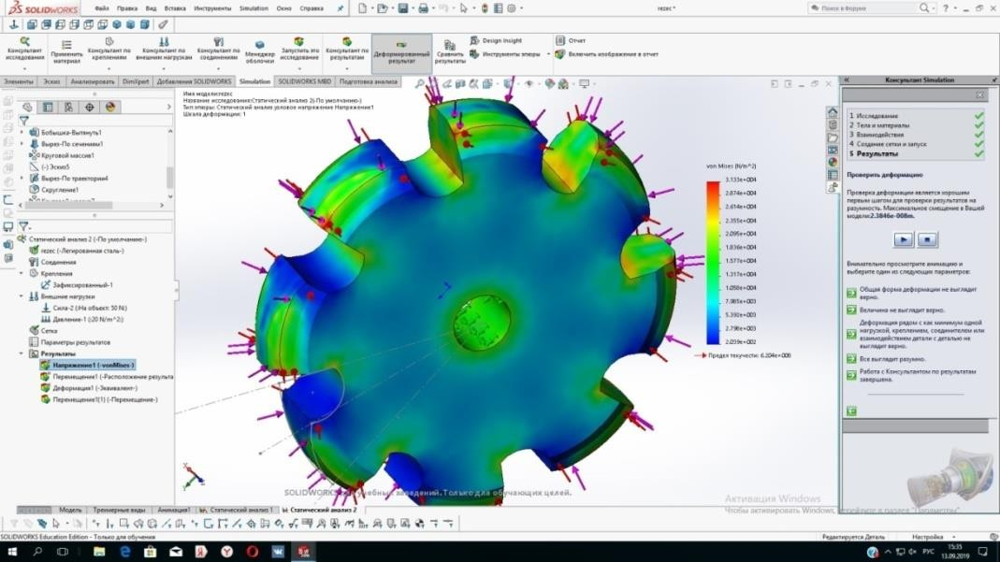 SOLIDWORKS
Файл Правка Вид Вставка Инструменты Simulation Окно Справка
rezec *
Поиск в Форуме
Консультант исследования
Применить материал
Консультант по креплениям
Консультант по внешним нагрузкам
Консультант по соединениям
Менеджер оболочки
Запустить это исследование
Консультант по результатам
Деформированный результат
Сравнить результаты
Design Insight
Инструменты эпюры
Отчет
Включить изображение в отчет
Элементы Эскиз Анализировать DimXpert Добавления SOLIDWORKS Simulation SOLIDWORKS MBD Подготовка анализа
Бобышка-Вытянуть1
Вырез-По сечениям1
Круговой массив1
(-) Эскиз5
Вырез-По траектории4
Скругление1
Статический анализ 2 (-По умолчанию-)
rezec (-Легированная сталь-)
Соединения
Крепления
Зафиксированный-1
Внешние нагрузки
Сила-2 (:На объект: 50 N:)
Давление-1 (:20 N/m^2:)
Сетка
Параметры результатов
Результаты
Напряжение1 (-vonMises-)
Перемещение1 (-Расположение результа
Деформация1 (-Эквивалент-)
Перемещение1(1) (-Перемещение-)
Имя модели:rezec
Название исследования:Статический анализ 2(-По умолчанию-)
Тип эпюры: Статический анализ узловое напряжение Напряжение1
Шкала деформации: 1
von Mises (N/m^2)
3.133e+004
2.874e+004
2.614e+004
2.355e+004
2.095e+004
1.836e+004
1.577e+004
1.317e+004
1.058e+004
7.985e+003
5.392e+003
2.798e+003
2.039e+002
Предел текучести: 6.204e+008
SOLIDWORKS для учебных заведений. Только для обучающих целей.
Консультант Simulation
1 Исследование
2 Тела и материалы
3 Взаимодействия
4 Создание сетки и запуск
5 Результаты
Проверить деформацию
Проверка деформации является хорошим
первым шагом для проверки результатов на
разумность. Максимальное смещение в Вашей
модели:2.3846e-008m.
Внимательно просмотрите анимацию и
выберите один из следующих параметров:
Общая форма деформации не выглядит
верно.
Величина не выглядит верно.
Деформация рядом с как минимум одной
нагрузкой, креплением, соединителем или
взаимодействием детали с деталью не
выглядит верно.
Все выглядит разумно.
Работа с Консультантом по результатам
завершена.
Активация Windows
Чтобы активировать Windows, перейдите в раздел "Параметры".
Модель Трехмерные виды Анимация1 Статический анализ 1 Статический анализ 2
SOLIDWORKS Education Edition - Только для обучения
Редактируется Деталь Настройка
РУС
15:35
13.09.2019